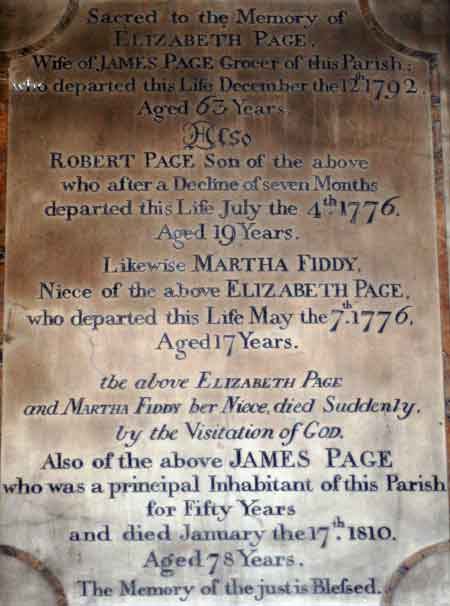 Sacred to the Memory of
ELIZABETH PAGE,
Wife of JAMES PAGE Grocer of this Parish;
who departed this Life December the 12th. 1792.
Aged 63 Years.
Also
ROBERT PAGE Son of the above
who after a Decline of seven Months
departed this Life July the 4th. 1776.
Aged 19 Years.
Likewise MARTHA FIDDY,
Niece of the above ELIZABETH PAGE,
who departed this Life May the 7th. 1776,
Aged 17 Years.
the above ELIZABETH PAGE
and MARTHA FIDDY her Niece, died Suddenly,
by the Visitation of GOD.
Also of the above JAMES PAGE
who was a principal Inhabitant of this Parish
for Fifty Years
and died January the 17th. 1810.
Aged 78 Years.
The Memory of the just is Bleſsed.